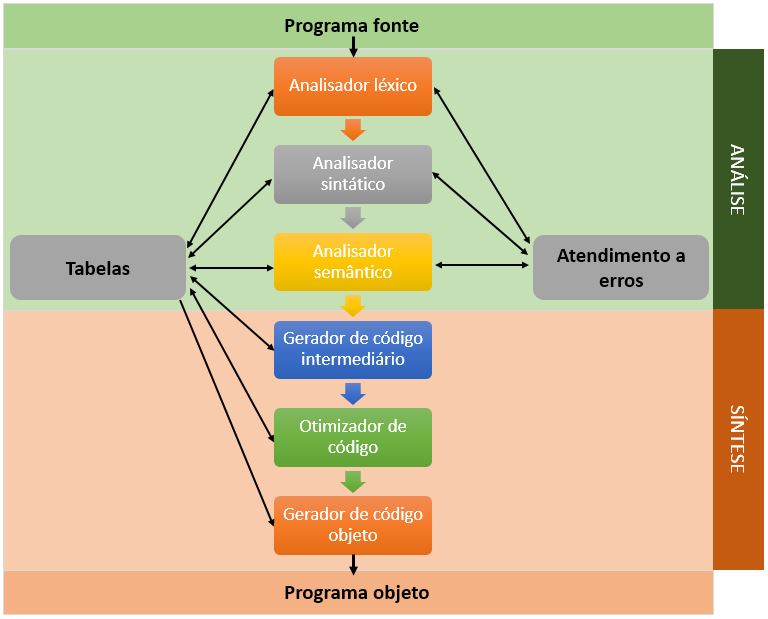 Programa fonte
Analisador léxico
Analisador
sintático
Analisador
semântico
Tabelas
Atendimento a
erros
ANÁLISE
Gerador de código
intermediário
Otimizador de
código
Gerador de código
objeto
SÍNTESE
Programa objeto